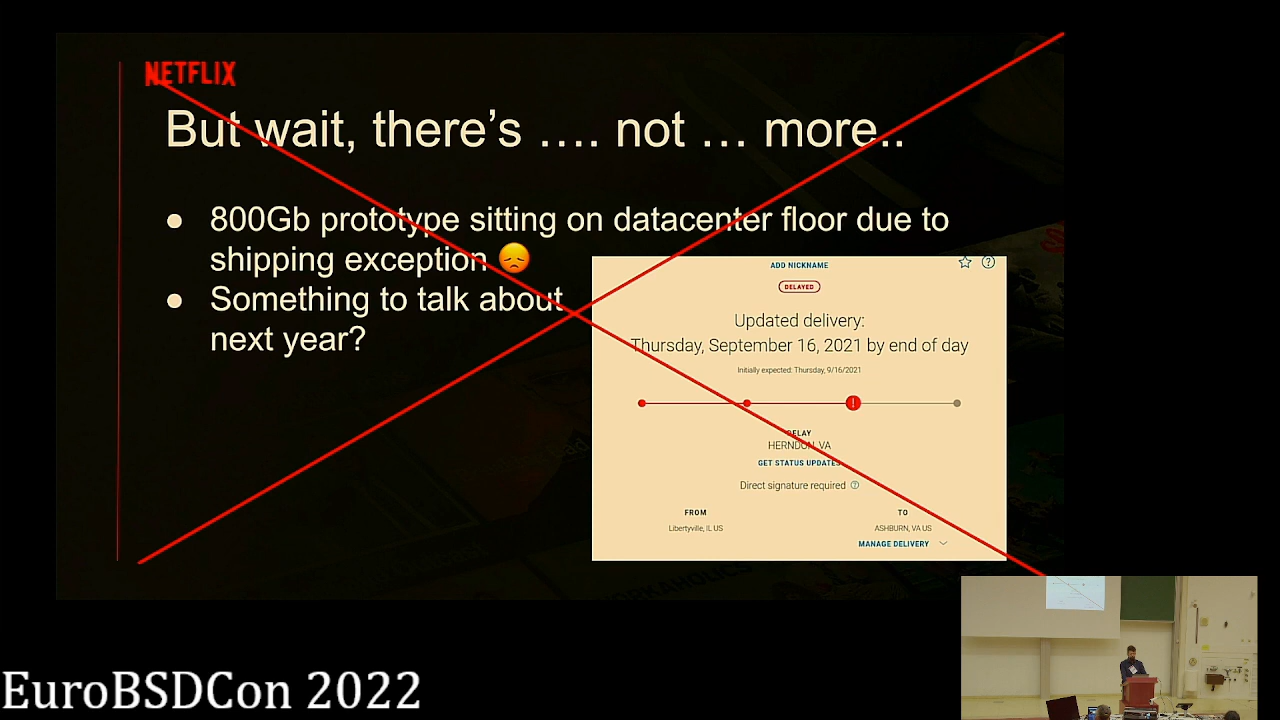 NETFLIX
But wait, there's .... not ... more..
● 800Gb prototype sitting on datacenter floor due to
shipping exception 😞
● Something to talk about
next year?
ADD NICKNAME
DELAYED
Updated delivery:
Thursday, September 16, 2021 by end of day
Initially expected: Thursday, 9/16/2021
DELAY
HERNDON, VA
GET STATUS UPDATES
Direct signature required
FROM
Libertyville, IL US
TO
ASHBURN, VA US
MANAGE DELIVERY
EuroBSDCon 2022